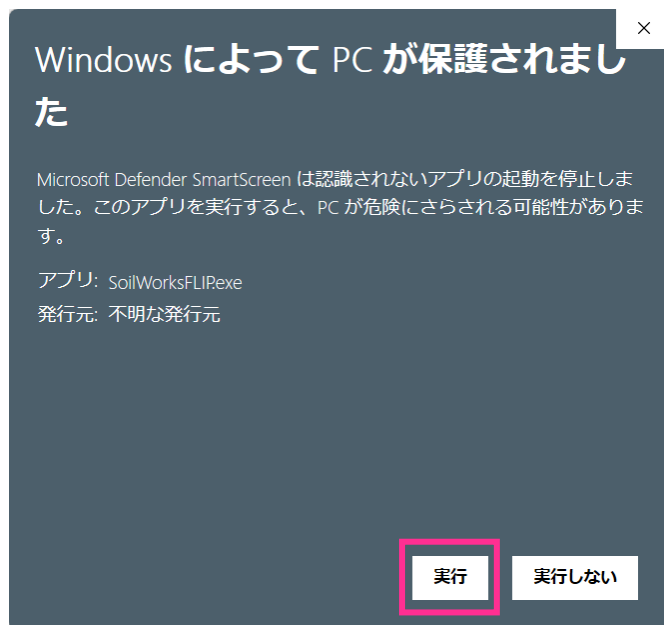 Windows によって PC が保護されまし
た
Microsoft Defender SmartScreen は認識されないアプリの起動を停止しま
した。このアプリを実行すると、PC が危険にさらされる可能性がありま
す。
アプリ: SoilWorksFLIP.exe
発行元: 不明な発行元
実行 実行しない